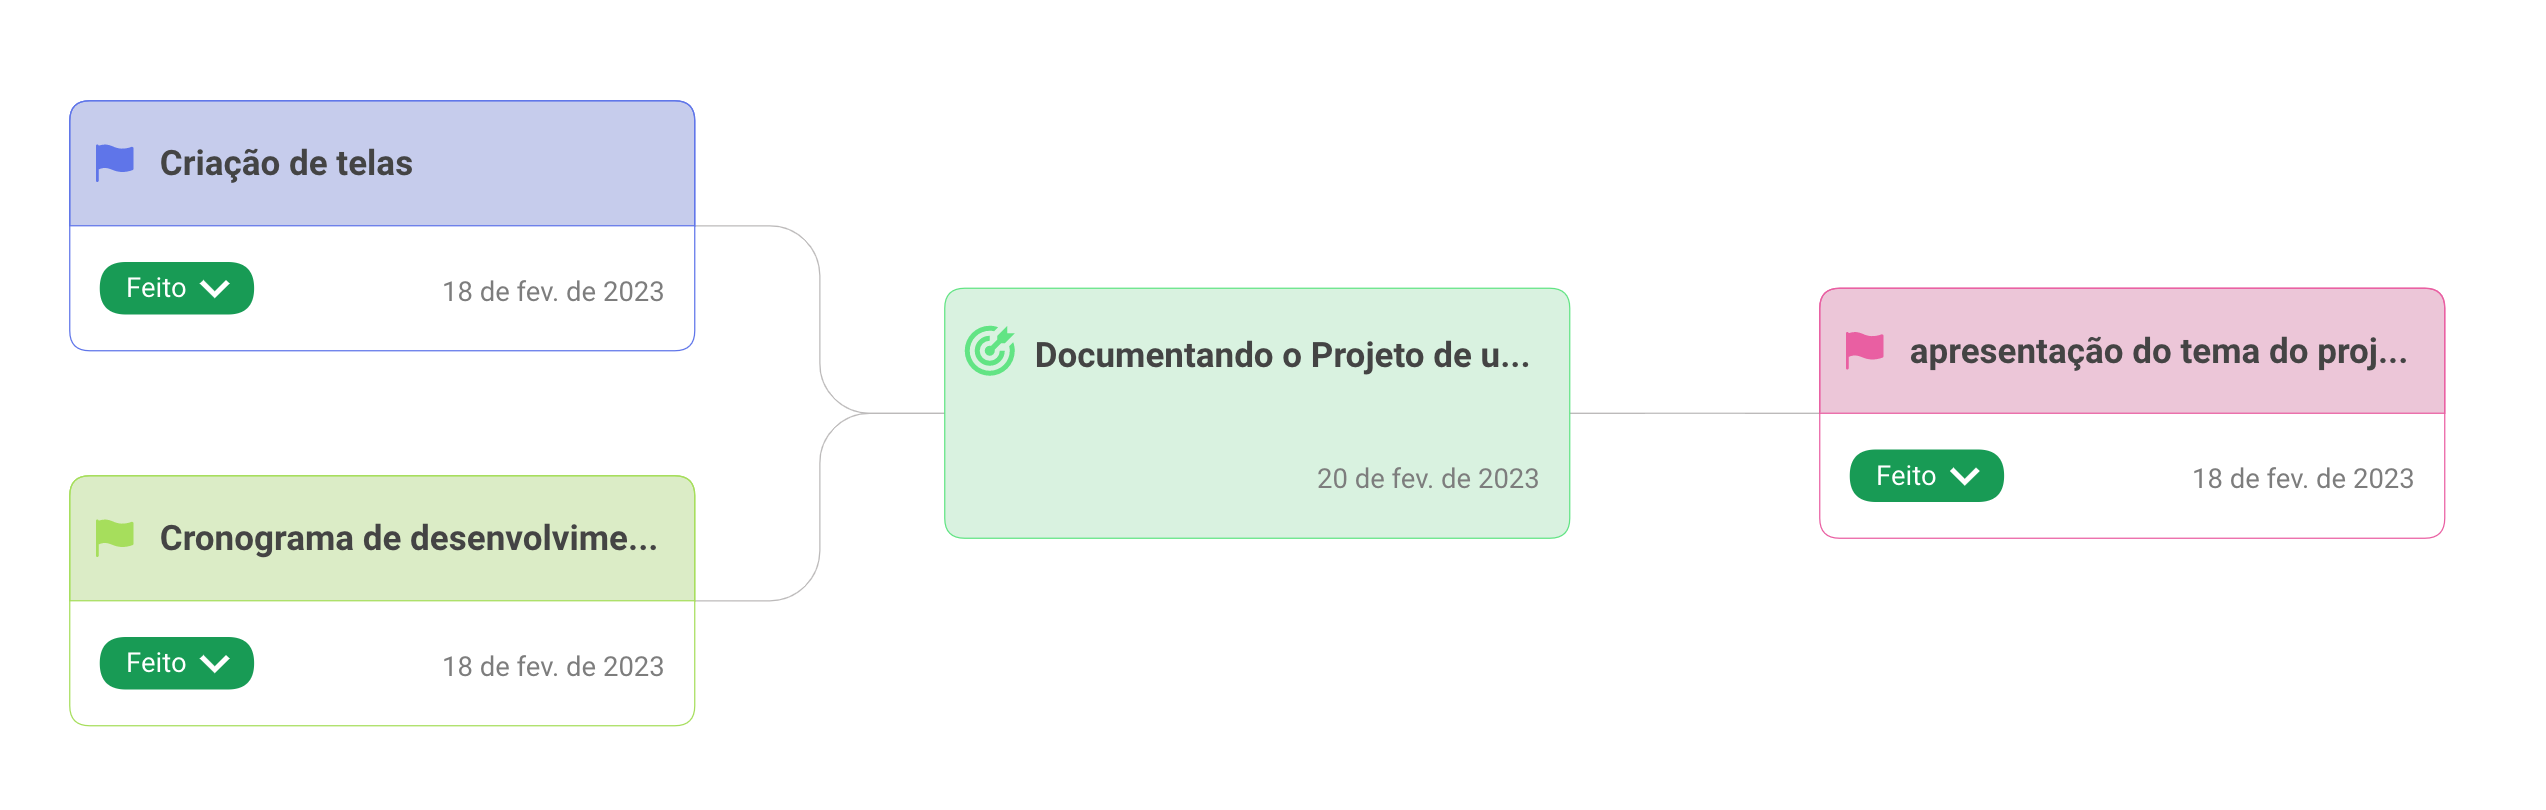 Criação de telas
Feito
18 de fev. de 2023
Cronograma de desenvolvime...
Feito
18 de fev. de 2023
Documentando o Projeto de u...
20 de fev. de 2023
apresentação do tema do proj...
Feito
18 de fev. de 2023